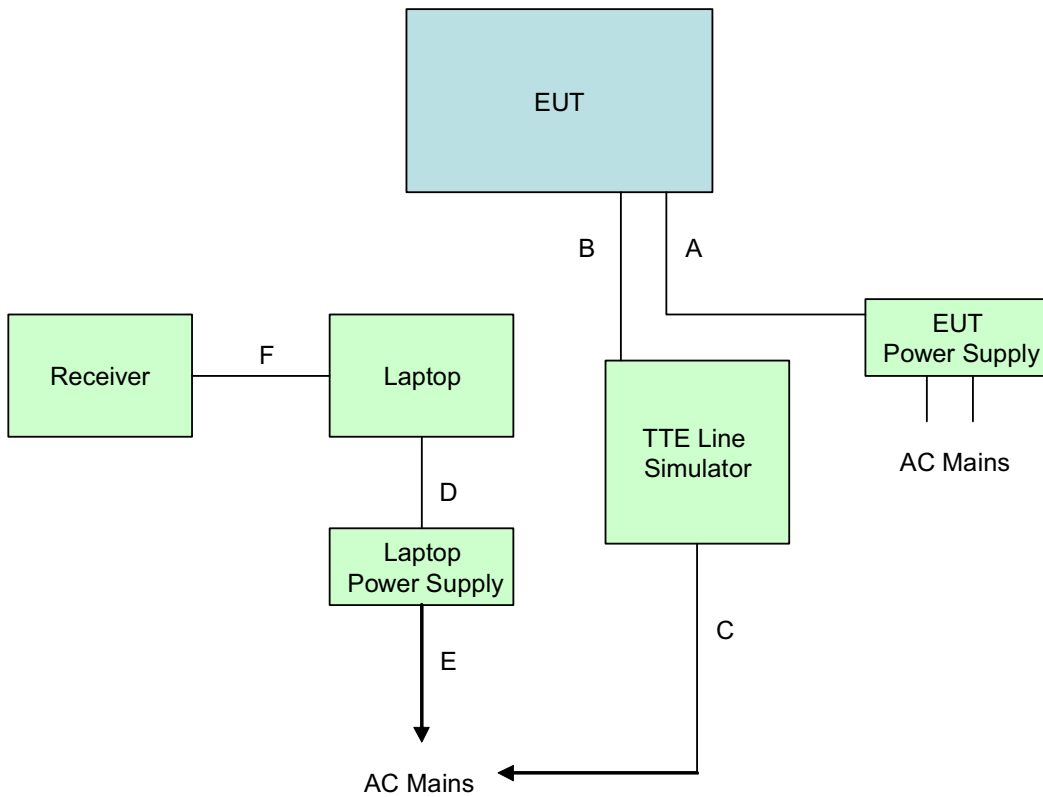 EUT
B
A
EUT
Power Supply
AC Mains
Receiver
F
Laptop
TTE Line
Simulator
D
Laptop
Power Supply
C
E
AC Mains